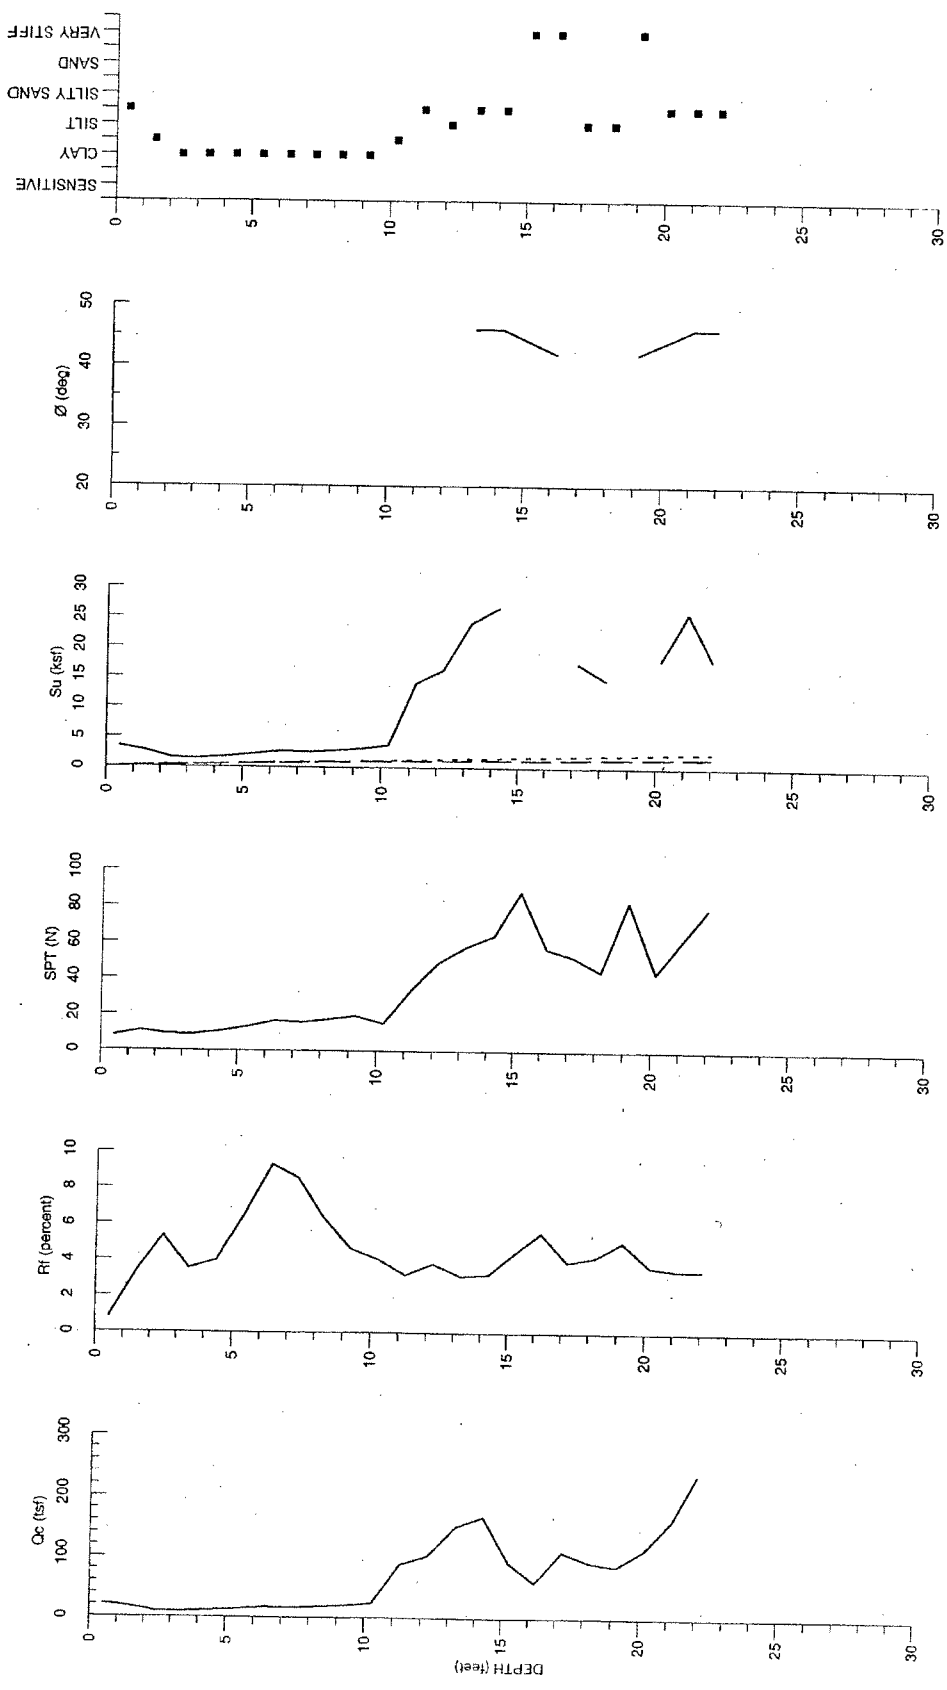 SENSITIVE CLAY SILT SILTY SAND SAND VERY STIFF
0 5 10 15 20 25 30
Ø (deg)
20 30 40 50
0 5 10 15 20 25 30
Su (ksf)
0 5 10 15 20 25 30
0 5 10 15 20 25 30
SPT (N)
0 20 40 60 80 100
0 5 10 15 20 25 30
Rf (percent)
0 2 4 6 8 10
0 5 10 15 20 25 30
Qc (tsf)
0 100 200 300
0 5 10 15 20 25 30
DEPTH (feet)